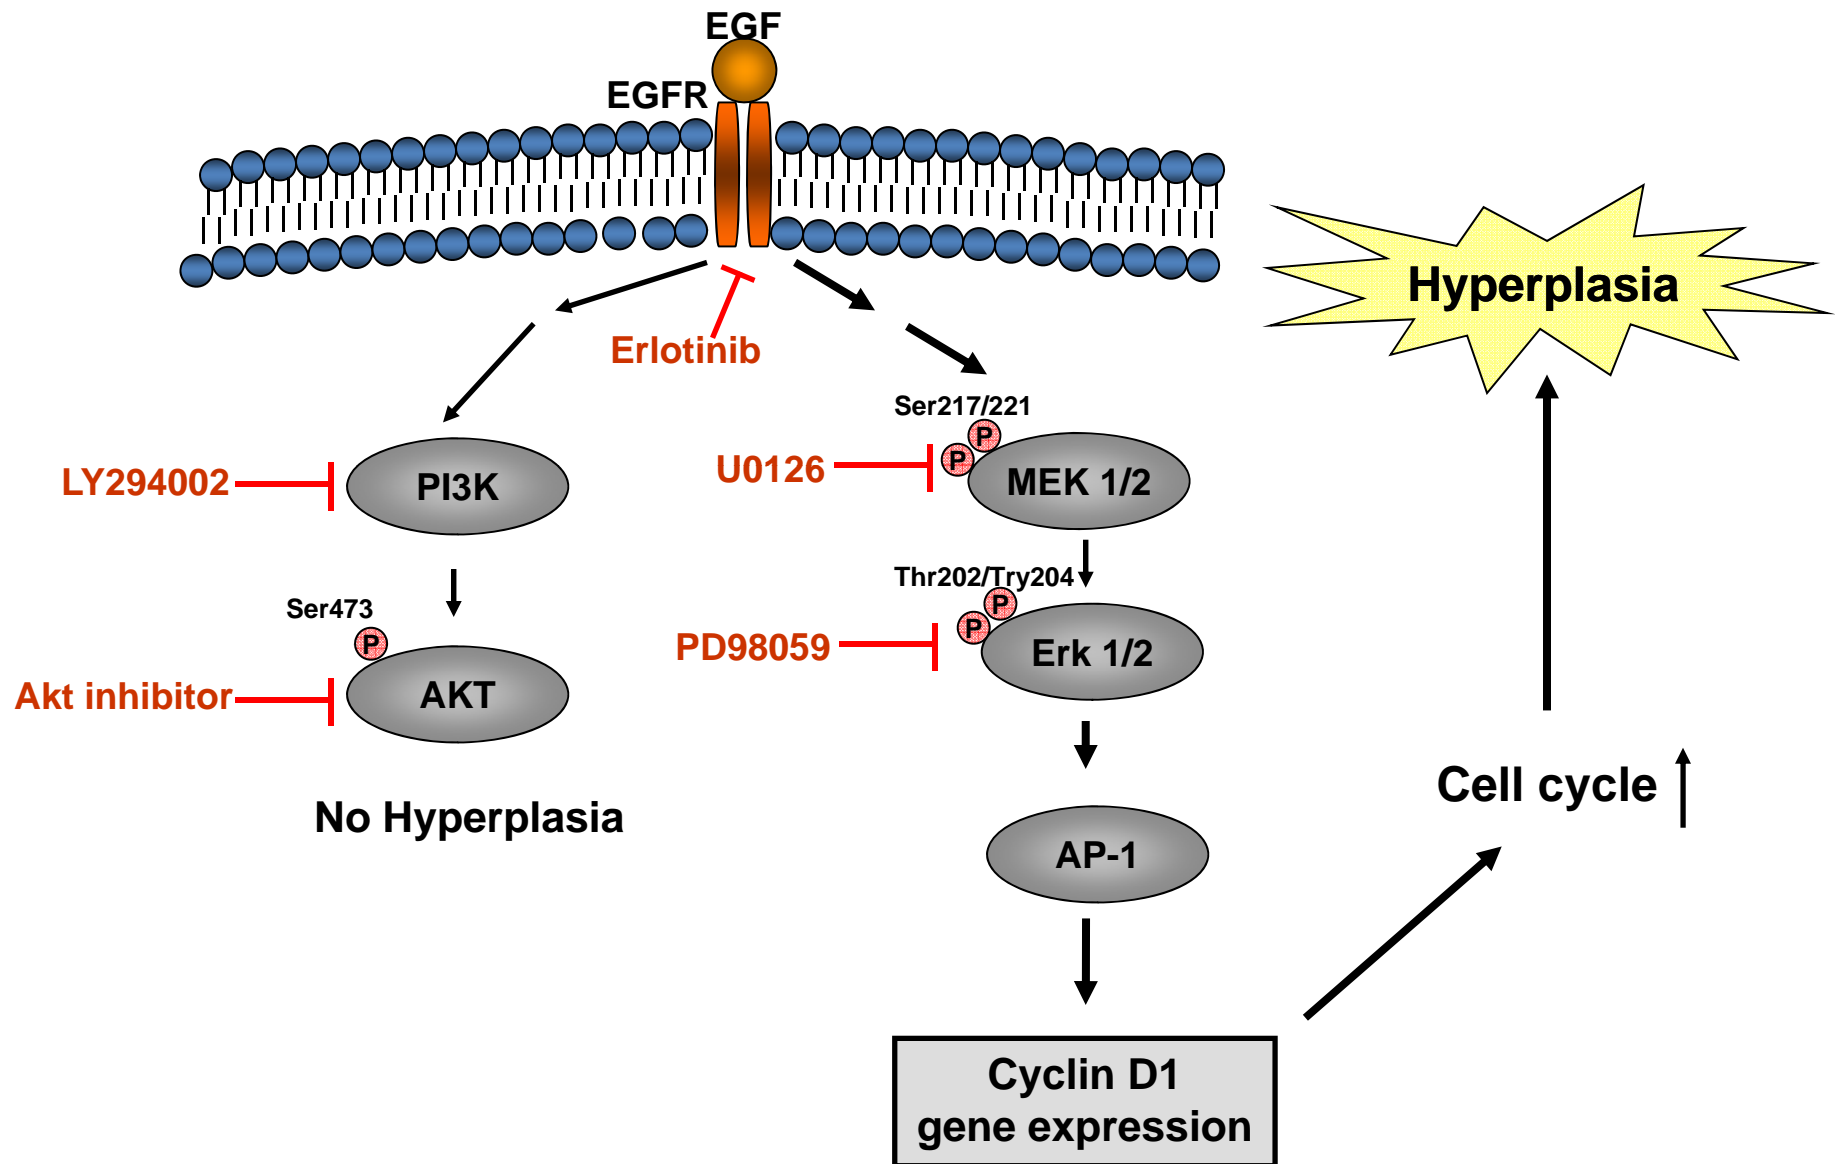 EGF
EGFR
Hyperplasia
Erlotinib
Ser217/221
P
P
LY294002
PI3K
U0126
MEK 1/2
Thr202/Try204
Ser473
P
P
P
PD98059
Erk 1/2
Akt inhibitor
AKT
Cell cycle
No Hyperplasia
AP-1
Cyclin D1
gene expression